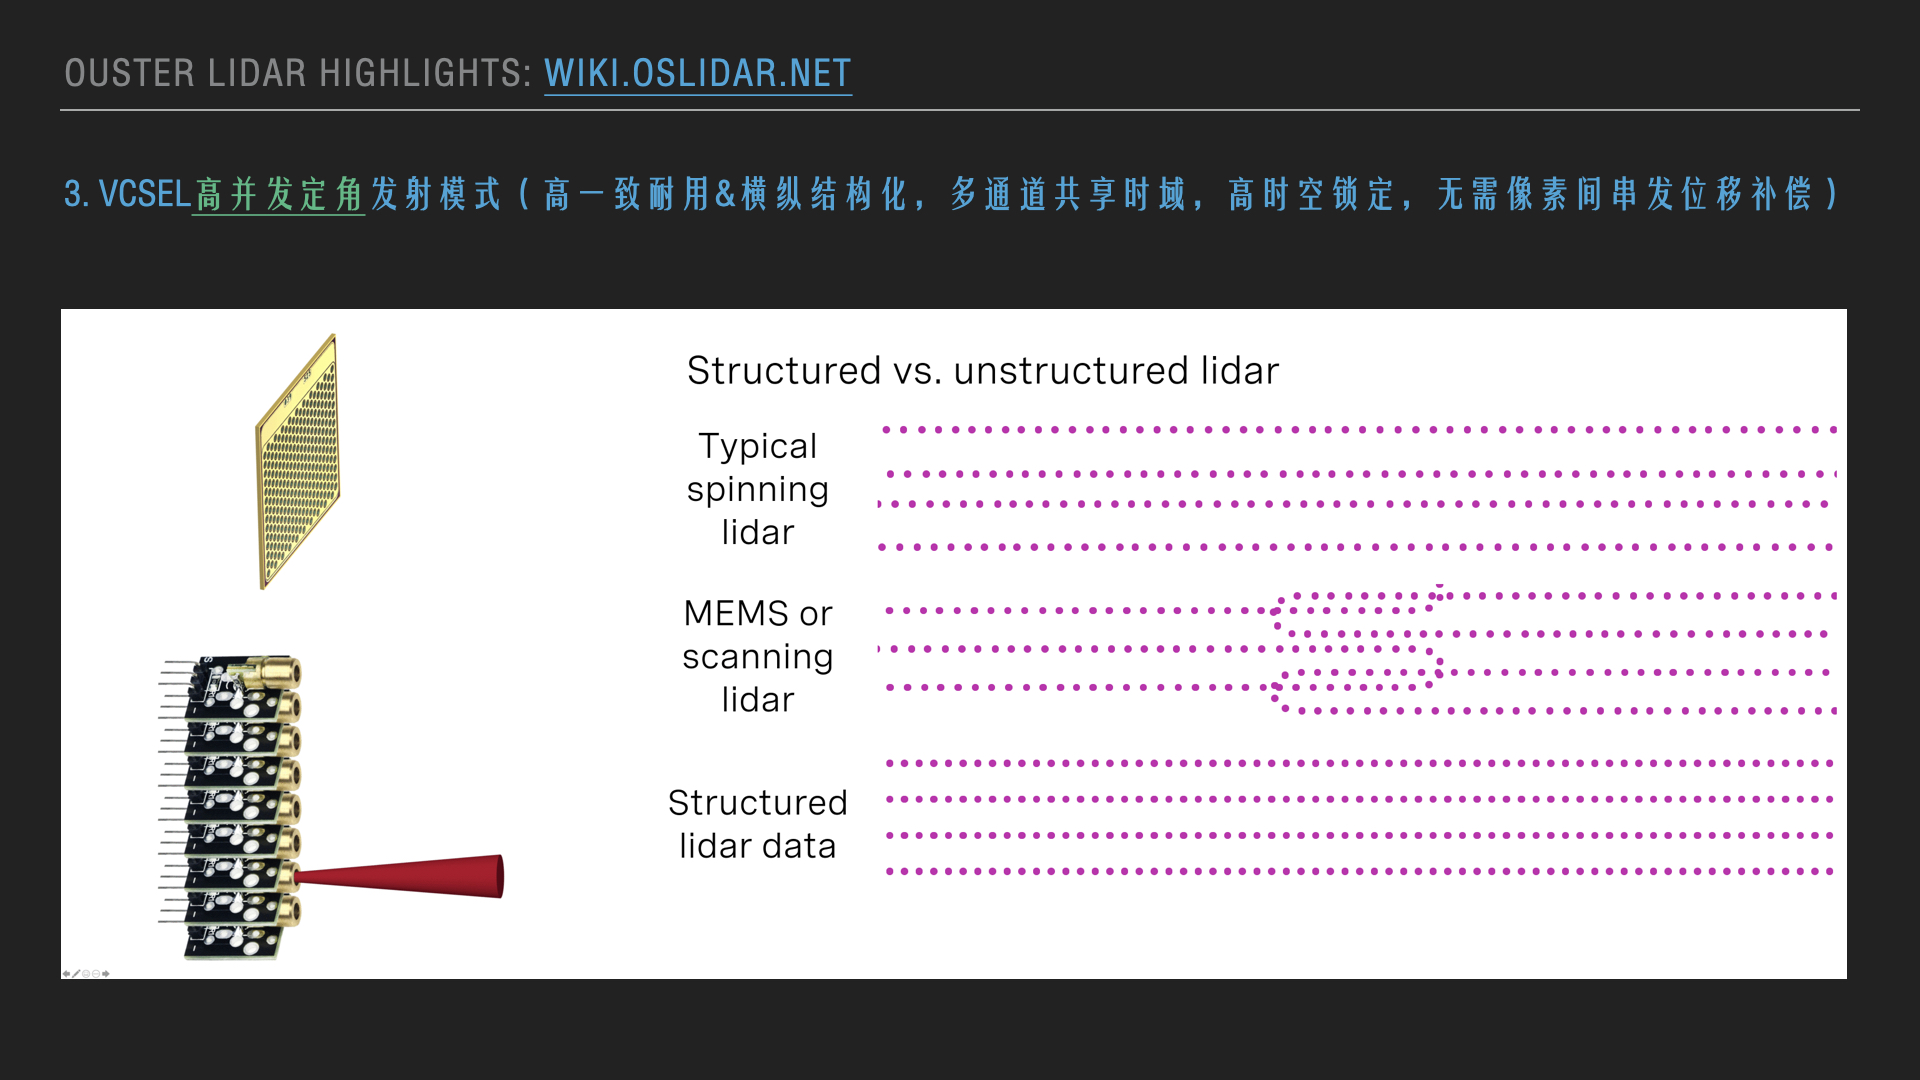 OUSTER LIDAR HIGHLIGHTS: WIKI.OSLIDAR.NET
3. VCSEL高并发定角发射模式（高一致耐用&横纵结构化，多通道共享时域，高时空锁定，无需像素间串发位移补偿）
Structured vs. unstructured lidar
Typical
spinning
lidar
MEMS or
scanning
lidar
Structured
lidar data